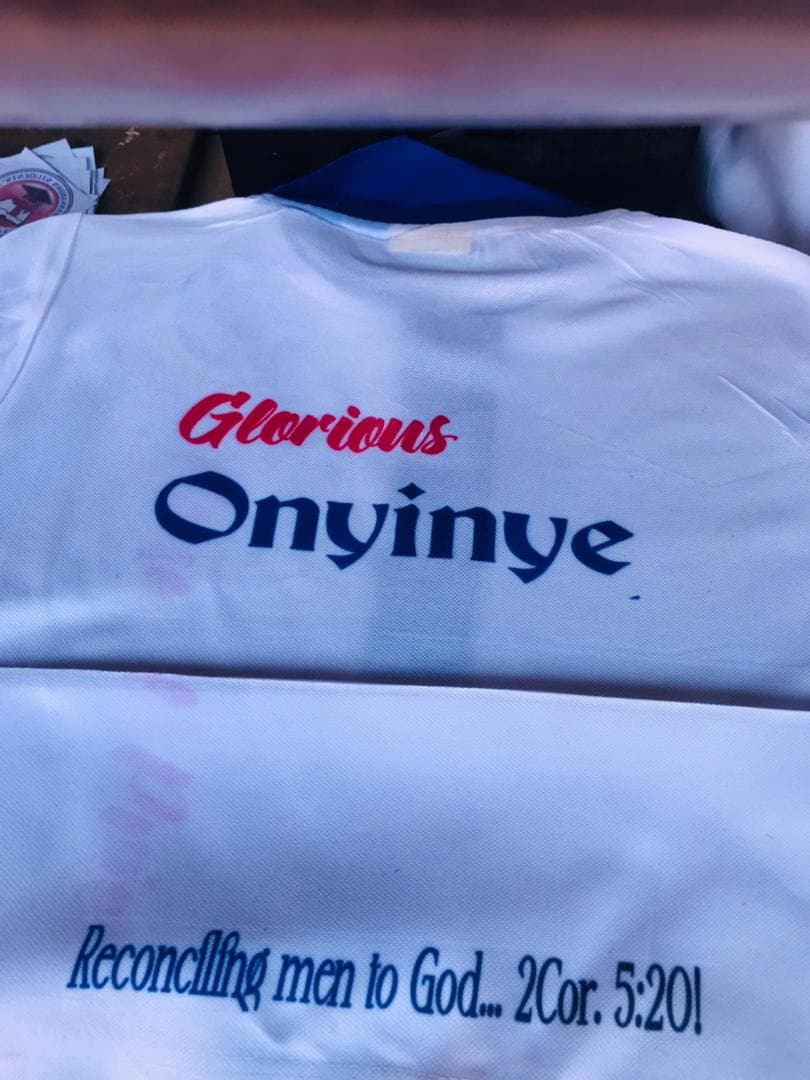 Glorious
Onyinye
Reconciling men to God... 2Cor. 5:20!